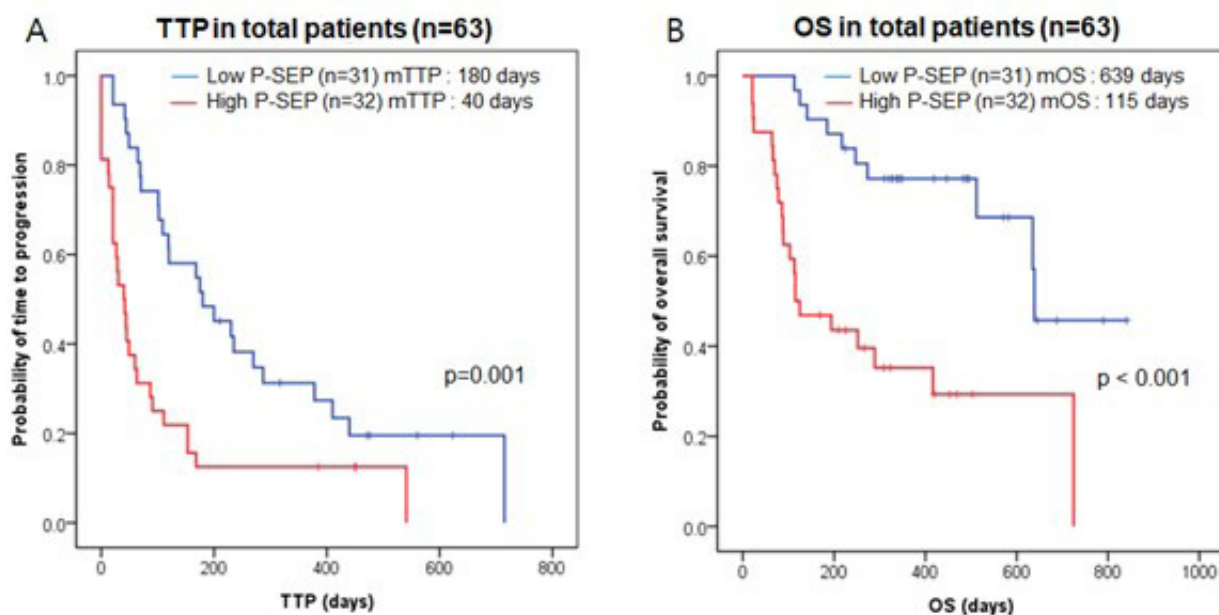 A
TTP in total patients (n=63)
Low P-SEP (n=31) mTTP : 180 days
High P-SEP (n=32) mTTP : 40 days
Probability of time to progression
1.0
0.8
0.6
0.4
0.2
0.0
p=0.001
0 200 400 600 800
TTP (days)
B
OS in total patients (n=63)
Low P-SEP (n=31) mOS : 639 days
High P-SEP (n=32) mOS : 115 days
Probability of overall survival
1.0
0.8
0.6
0.4
0.2
0.0
p < 0.001
0 200 400 600 800 1000
OS (days)